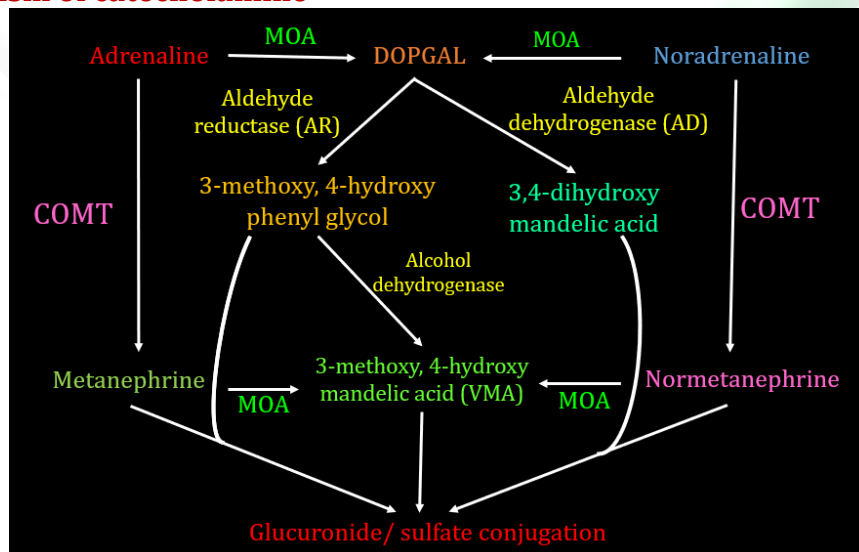 MOA
MOA
Adrenaline
DOPGAL
Noradrenaline
Aldehyde
reductase (AR)
Aldehyde
dehydrogenase (AD)
3-methoxy, 4-hydroxy
phenyl glycol
3,4-dihydroxy
mandelic acid
COMT
COMT
Alcohol
dehydrogenase
Metanephrine
3-methoxy, 4-hydroxy
mandelic acid (VMA)
Normetanephrine
MOA
MOA
Glucuronide/ sulfate conjugation